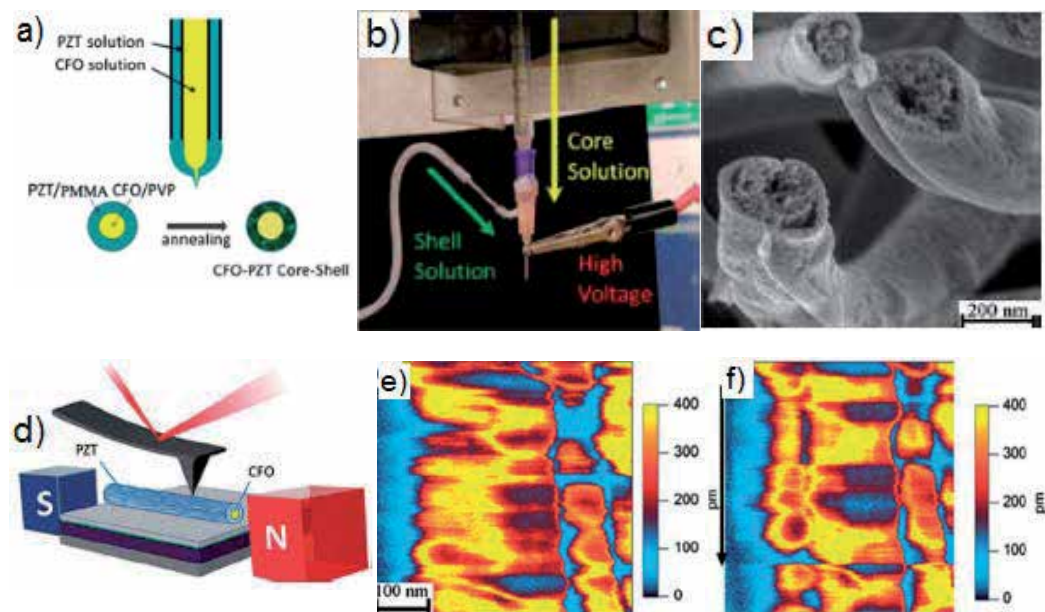 a)
PZT solution
CFO solution
PZT/PMMA CFO/PVP
annealing
CFO-PZT Core-Shell
b)
Core
Solution
Shell
Solution
High
Voltage
c)
200 nm
d)
PZT
CFO
S
N
e)
400
300
200
100
0
pm
100 nm
f)
400
300
200
100
0
pm